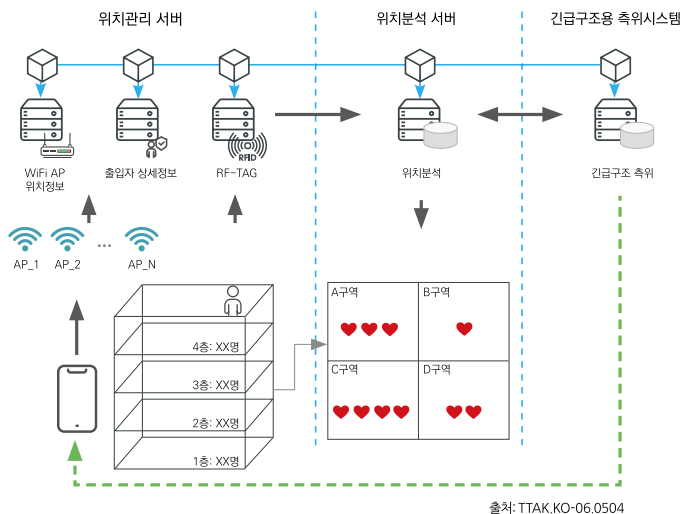 위치관리 서버
위치분석 서버
긴급구조용 측위시스템
WiFi AP
위치정보
출입자 상세정보
RFID
RF-TAG
위치분석
긴급구조 측위
AP_1
AP_2
...
AP_N
4층: XX명
3층: XX명
2층: XX명
1층: XX명
A구역
B구역
C구역
D구역
출처: TTAK.KO-06.0504